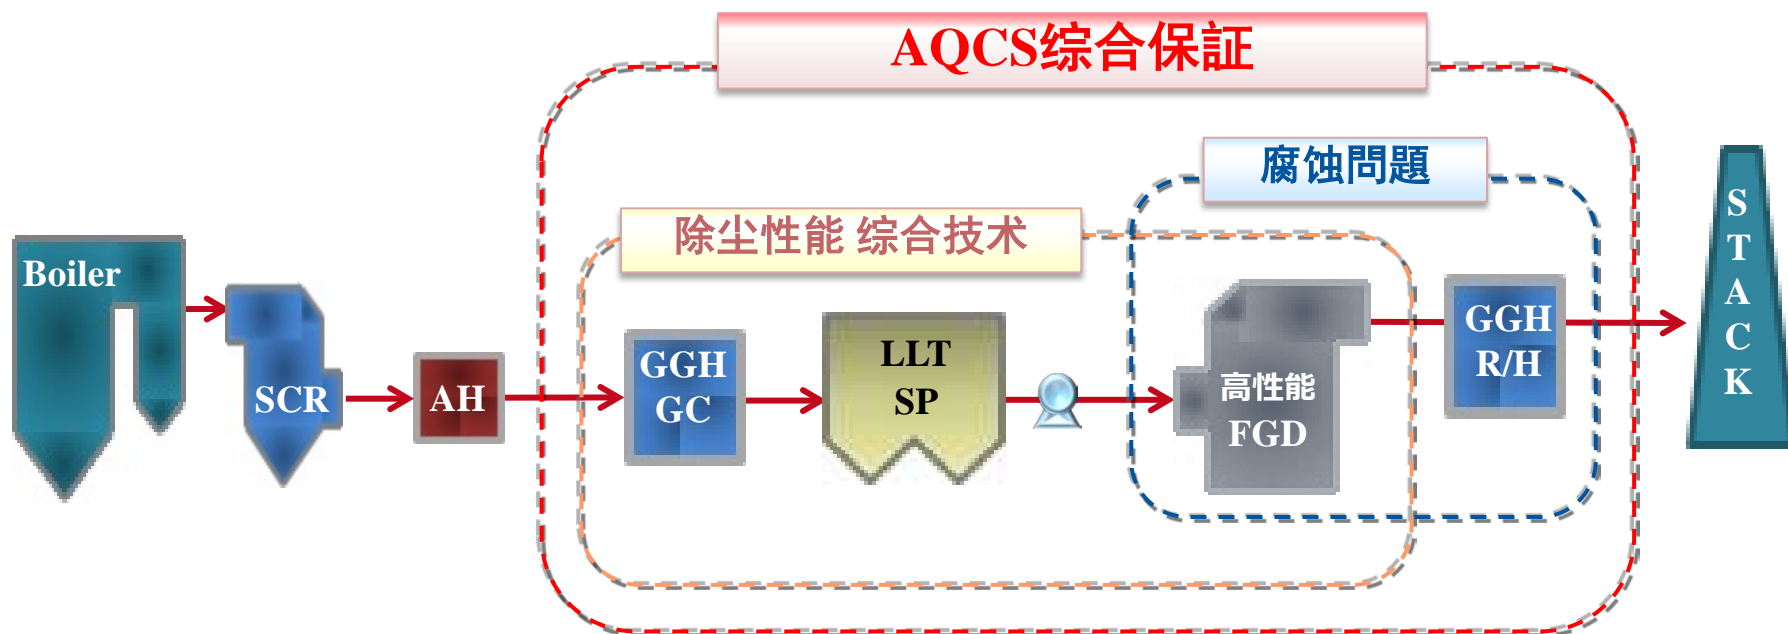 AQCS综合保証
腐蚀問題
除尘性能 综合技术
Boiler
SCR
AH
GGH
GC
LLT
SP
高性能
FGD
GGH
R/H
S
T
A
C
K